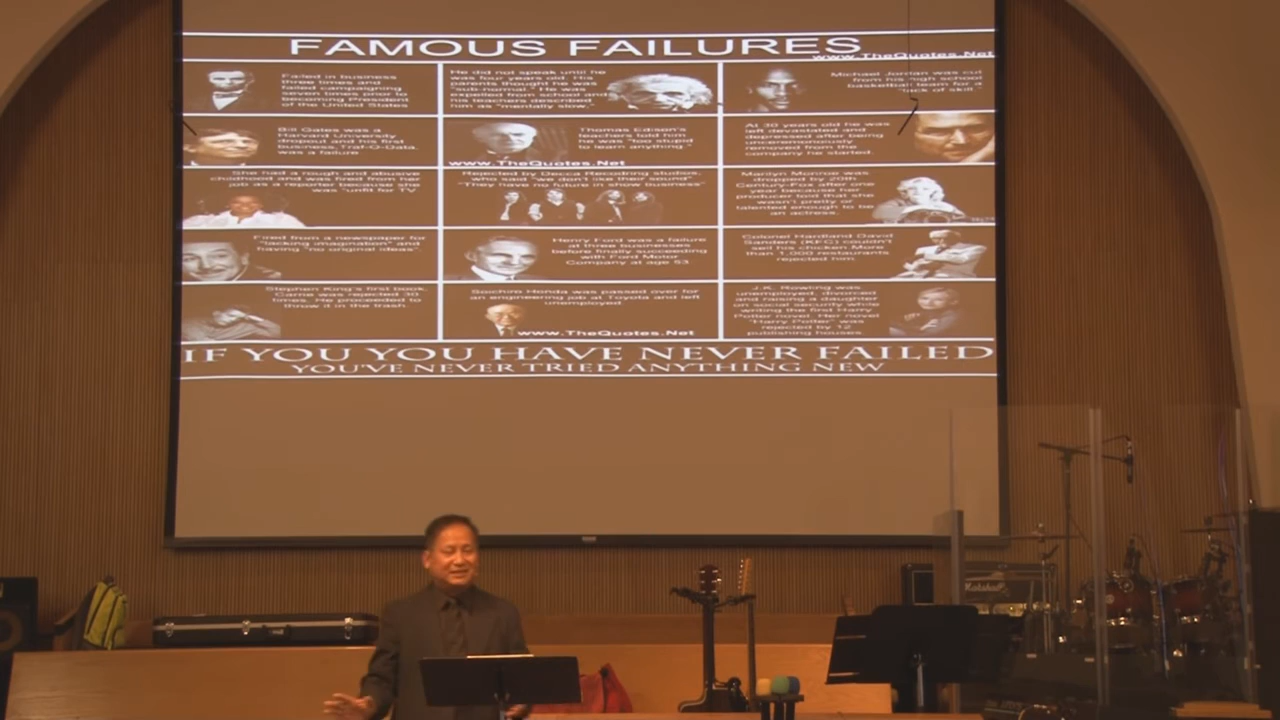 FAMOUS FAILURES
www.TheQuotes.Net
Failed in business
three times and
failed campaigning
seven times prior to
becoming President
of the United States
He did not speak until he
was four years old. His
parents thought he was
"sub-normal." He was
expelled from school and
his teachers described
him as "mentally slow."
Michael Jordan was cut
from his high school
basketball team for a
"lack of skill."
Bill Gates was a
Harvard University
dropout and his first
business, Traf-O-Data,
was a failure
Thomas Edison's
teachers told him
he was "too stupid
to learn anything."
www.TheQuotes.Net
At 30 years old he was
left devastated and
depressed after being
unceremoniously
removed from the
company he started.
She had a rough and abusive
childhood and was fired from her
job as a reporter because she
was "unfit for TV
Rejected by Decca Recodring studios,
who said "we don't like their sound"
"They have no future in show business"
Marilyn Monroe was
dropped by 20th
Century-Fox after one
year because her
producer told that she
wasn't pretty or
talented enough to be
an actress.
Fired from a newspaper for
"lacking imagination" and
having "no original ideas"
Henry Ford was a failure
at three businesses
before finally succeeding
with Ford Motor
Company at age 53
Colonel Hardland David
Sanders (KFC) couldn't
sell his chicken. More
than 1,000 restaurants
rejected him
Stephen King's first book,
Carrie was rejected 30
times. He proceeded to
throw it in the trash
Soichiro Honda was passed over for
an engineering job at Toyota and left
unemployed
www.TheQuotes.Net
J.K. Rowling was
unemployed, divorced
and raising a daughter
on social security while
writing the first Harry
Potter novel. Her novel
"Harry Potter" was
rejected by 12
publishing houses.
IF YOU YOU HAVE NEVER FAILED
YOU'VE NEVER TRIED ANYTHING NEW